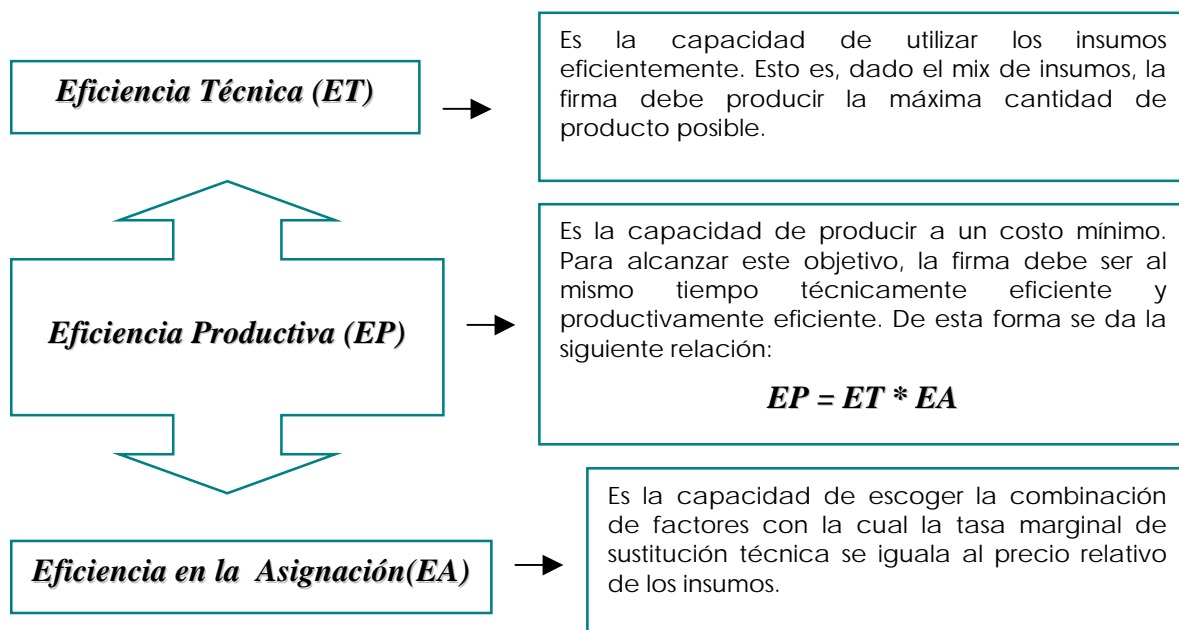 Eficiencia Técnica (ET)
Es la capacidad de utilizar los insumos
eficientemente. Esto es, dado el mix de insumos, la
firma debe producir la máxima cantidad de
producto posible.
Eficiencia Productiva (EP)
Es la capacidad de producir a un costo mínimo.
Para alcanzar este objetivo, la firma debe ser al
mismo tiempo técnicamente eficiente y
productivamente eficiente. De esta forma se da la
siguiente relación:
EP = ET * EA
Eficiencia en la Asignación(EA)
Es la capacidad de escoger la combinación
de factores con la cual la tasa marginal de
sustitución técnica se iguala al precio relativo
de los insumos.